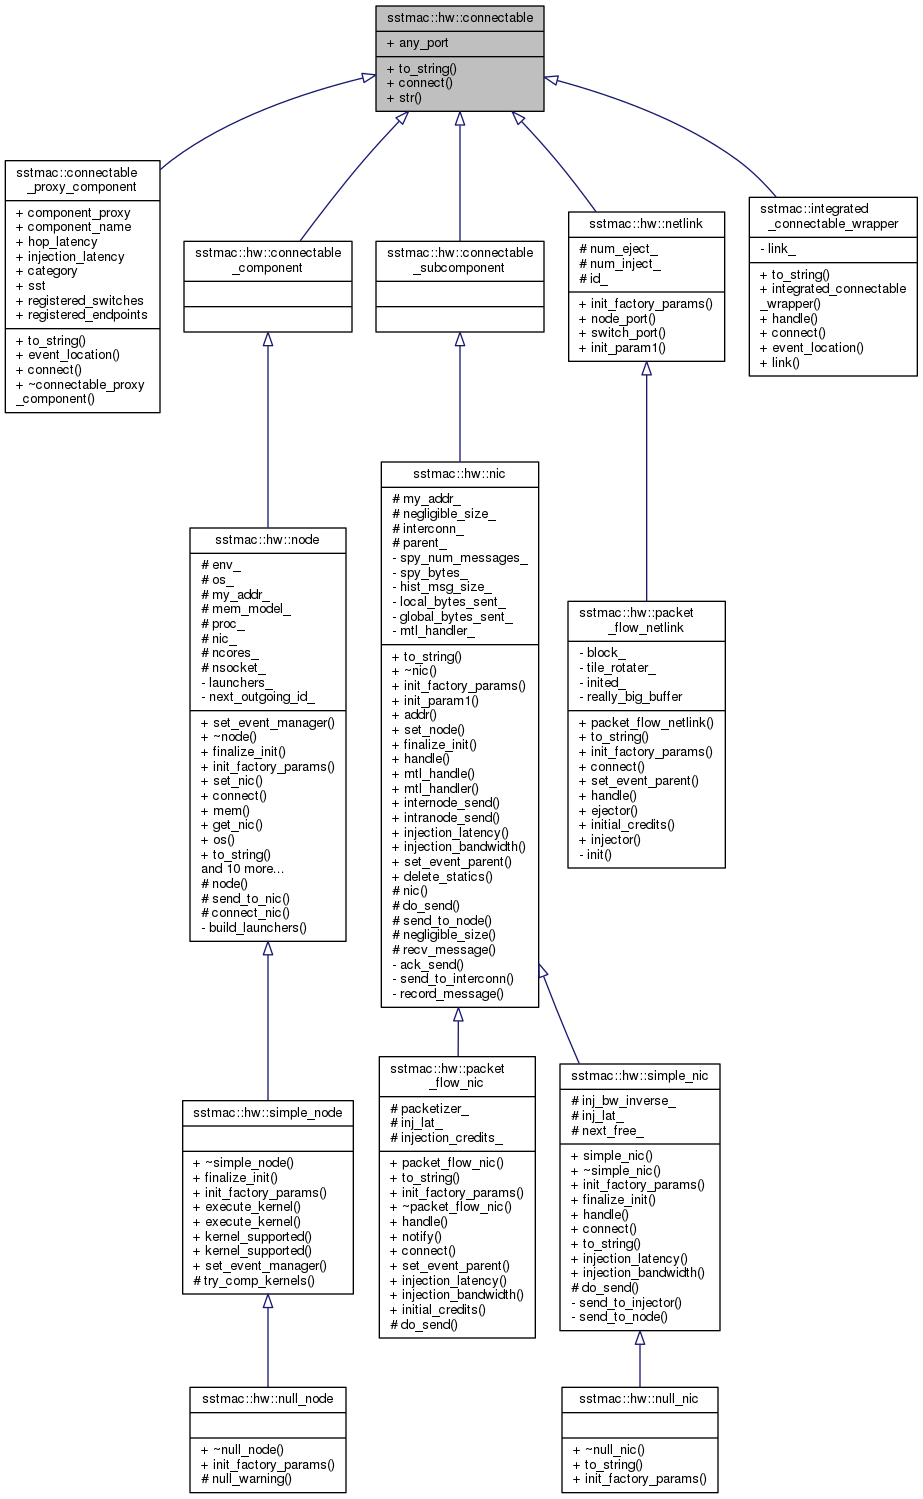 sstmac::hw::connectable
+ any_port
+ to_string()
+ connect()
+ str()
sstmac::connectable
_proxy_component
+ component_proxy
+ component_name
+ hop_latency
+ injection_latency
+ category
+ sst
+ registered_switches
+ registered_endpoints
+ to_string()
+ event_location()
+ connect()
+ ~connectable_proxy
_component()
sstmac::hw::connectable
_component
sstmac::hw::connectable
_subcomponent
sstmac::hw::netlink
# num_eject_
# num_inject_
# id_
+ init_factory_params()
+ node_port()
+ switch_port()
+ init_param1()
sstmac::integrated
_connectable_wrapper
- link_
+ to_string()
+ integrated_connectable
_wrapper()
+ handle()
+ connect()
+ event_location()
+ link()
sstmac::hw::node
# env_
# os_
# my_addr_
# mem_model_
# proc_
# nic_
# ncores_
# nsocket_
- launchers_
- next_outgoing_id_
+ set_event_manager()
+ ~node()
+ finalize_init()
+ init_factory_params()
+ set_nic()
+ connect()
+ mem()
+ get_nic()
+ os()
+ to_string()
and 10 more...
# node()
# send_to_nic()
# connect_nic()
- build_launchers()
sstmac::hw::nic
# my_addr_
# negligible_size_
# interconn_
# parent_
- spy_num_messages_
- spy_bytes_
- hist_msg_size_
- local_bytes_sent_
- global_bytes_sent_
- mtl_handler_
+ to_string()
+ ~nic()
+ init_factory_params()
+ init_param1()
+ addr()
+ set_node()
+ finalize_init()
+ handle()
+ mtl_handle()
+ mtl_handler()
+ internode_send()
+ intranode_send()
+ injection_latency()
+ injection_bandwidth()
+ set_event_parent()
+ delete_statics()
# nic()
# do_send()
# send_to_node()
# negligible_size()
# recv_message()
- ack_send()
- send_to_interconn()
- record_message()
sstmac::hw::packet
_flow_netlink
- block_
- tile_rotater_
- inited_
- really_big_buffer
+ packet_flow_netlink()
+ to_string()
+ init_factory_params()
+ connect()
+ set_event_parent()
+ handle()
+ ejector()
+ initial_credits()
+ injector()
- init()
sstmac::hw::simple_node
+ ~simple_node()
+ finalize_init()
+ init_factory_params()
+ execute_kernel()
+ execute_kernel()
+ kernel_supported()
+ kernel_supported()
+ set_event_manager()
# try_comp_kernels()
sstmac::hw::packet
_flow_nic
# packetizer_
# inj_lat_
# injection_credits_
+ packet_flow_nic()
+ to_string()
+ init_factory_params()
+ ~packet_flow_nic()
+ handle()
+ notify()
+ connect()
+ set_event_parent()
+ injection_latency()
+ injection_bandwidth()
+ initial_credits()
# do_send()
sstmac::hw::simple_nic
# inj_bw_inverse_
# inj_lat_
# next_free_
+ simple_nic()
+ ~simple_nic()
+ init_factory_params()
+ finalize_init()
+ handle()
+ connect()
+ to_string()
+ injection_latency()
+ injection_bandwidth()
# do_send()
- send_to_injector()
- send_to_node()
sstmac::hw::null_node
+ ~null_node()
+ init_factory_params()
# null_warning()
sstmac::hw::null_nic
+ ~null_nic()
+ to_string()
+ init_factory_params()